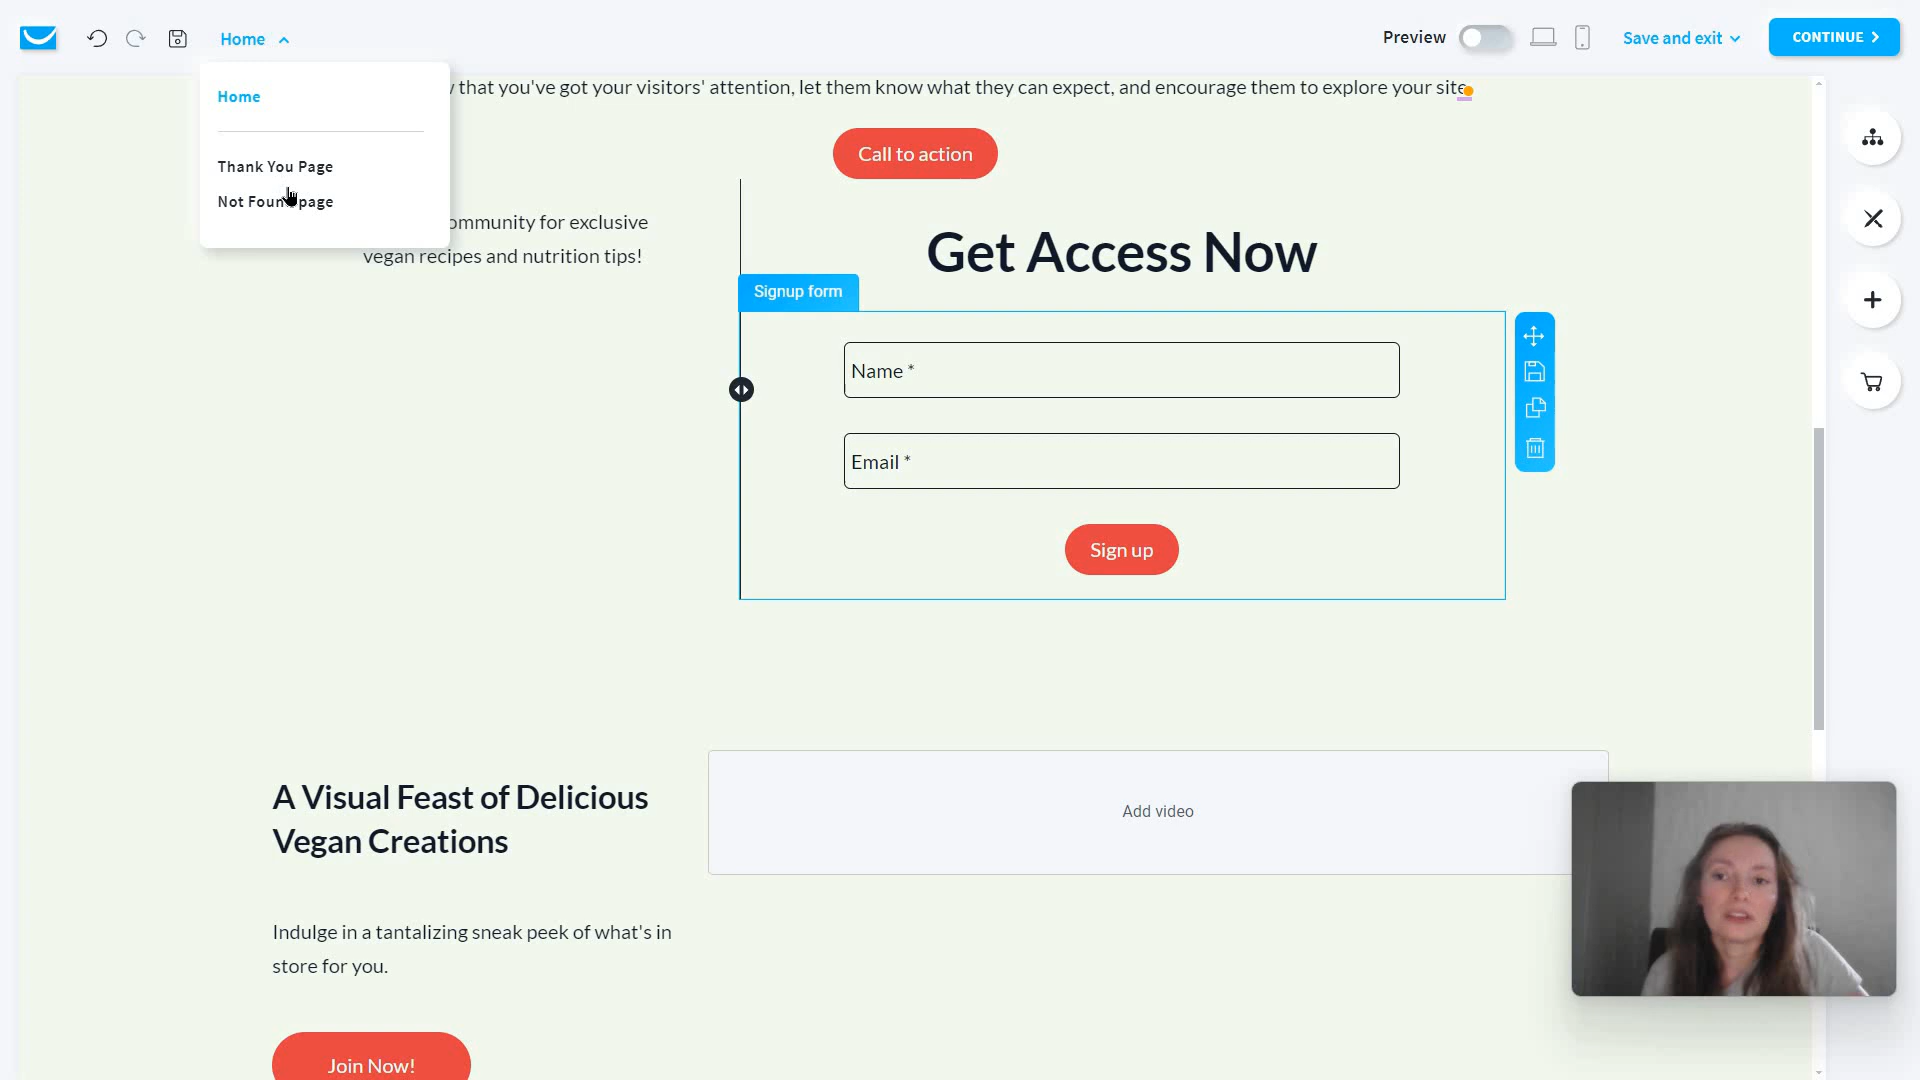 Home
Preview
Save and exit
CONTINUE
Home
Thank You Page
Not Found page
that you've got your visitors' attention, let them know what they can expect, and encourage them to explore your site
Call to action
ommunity for exclusive
vegan recipes and nutrition tips!
Get Access Now
Signup form
Name *
Email *
Sign up
A Visual Feast of Delicious
Vegan Creations
Add video
Indulge in a tantalizing sneak peek of what's in
store for you.
Join Now!